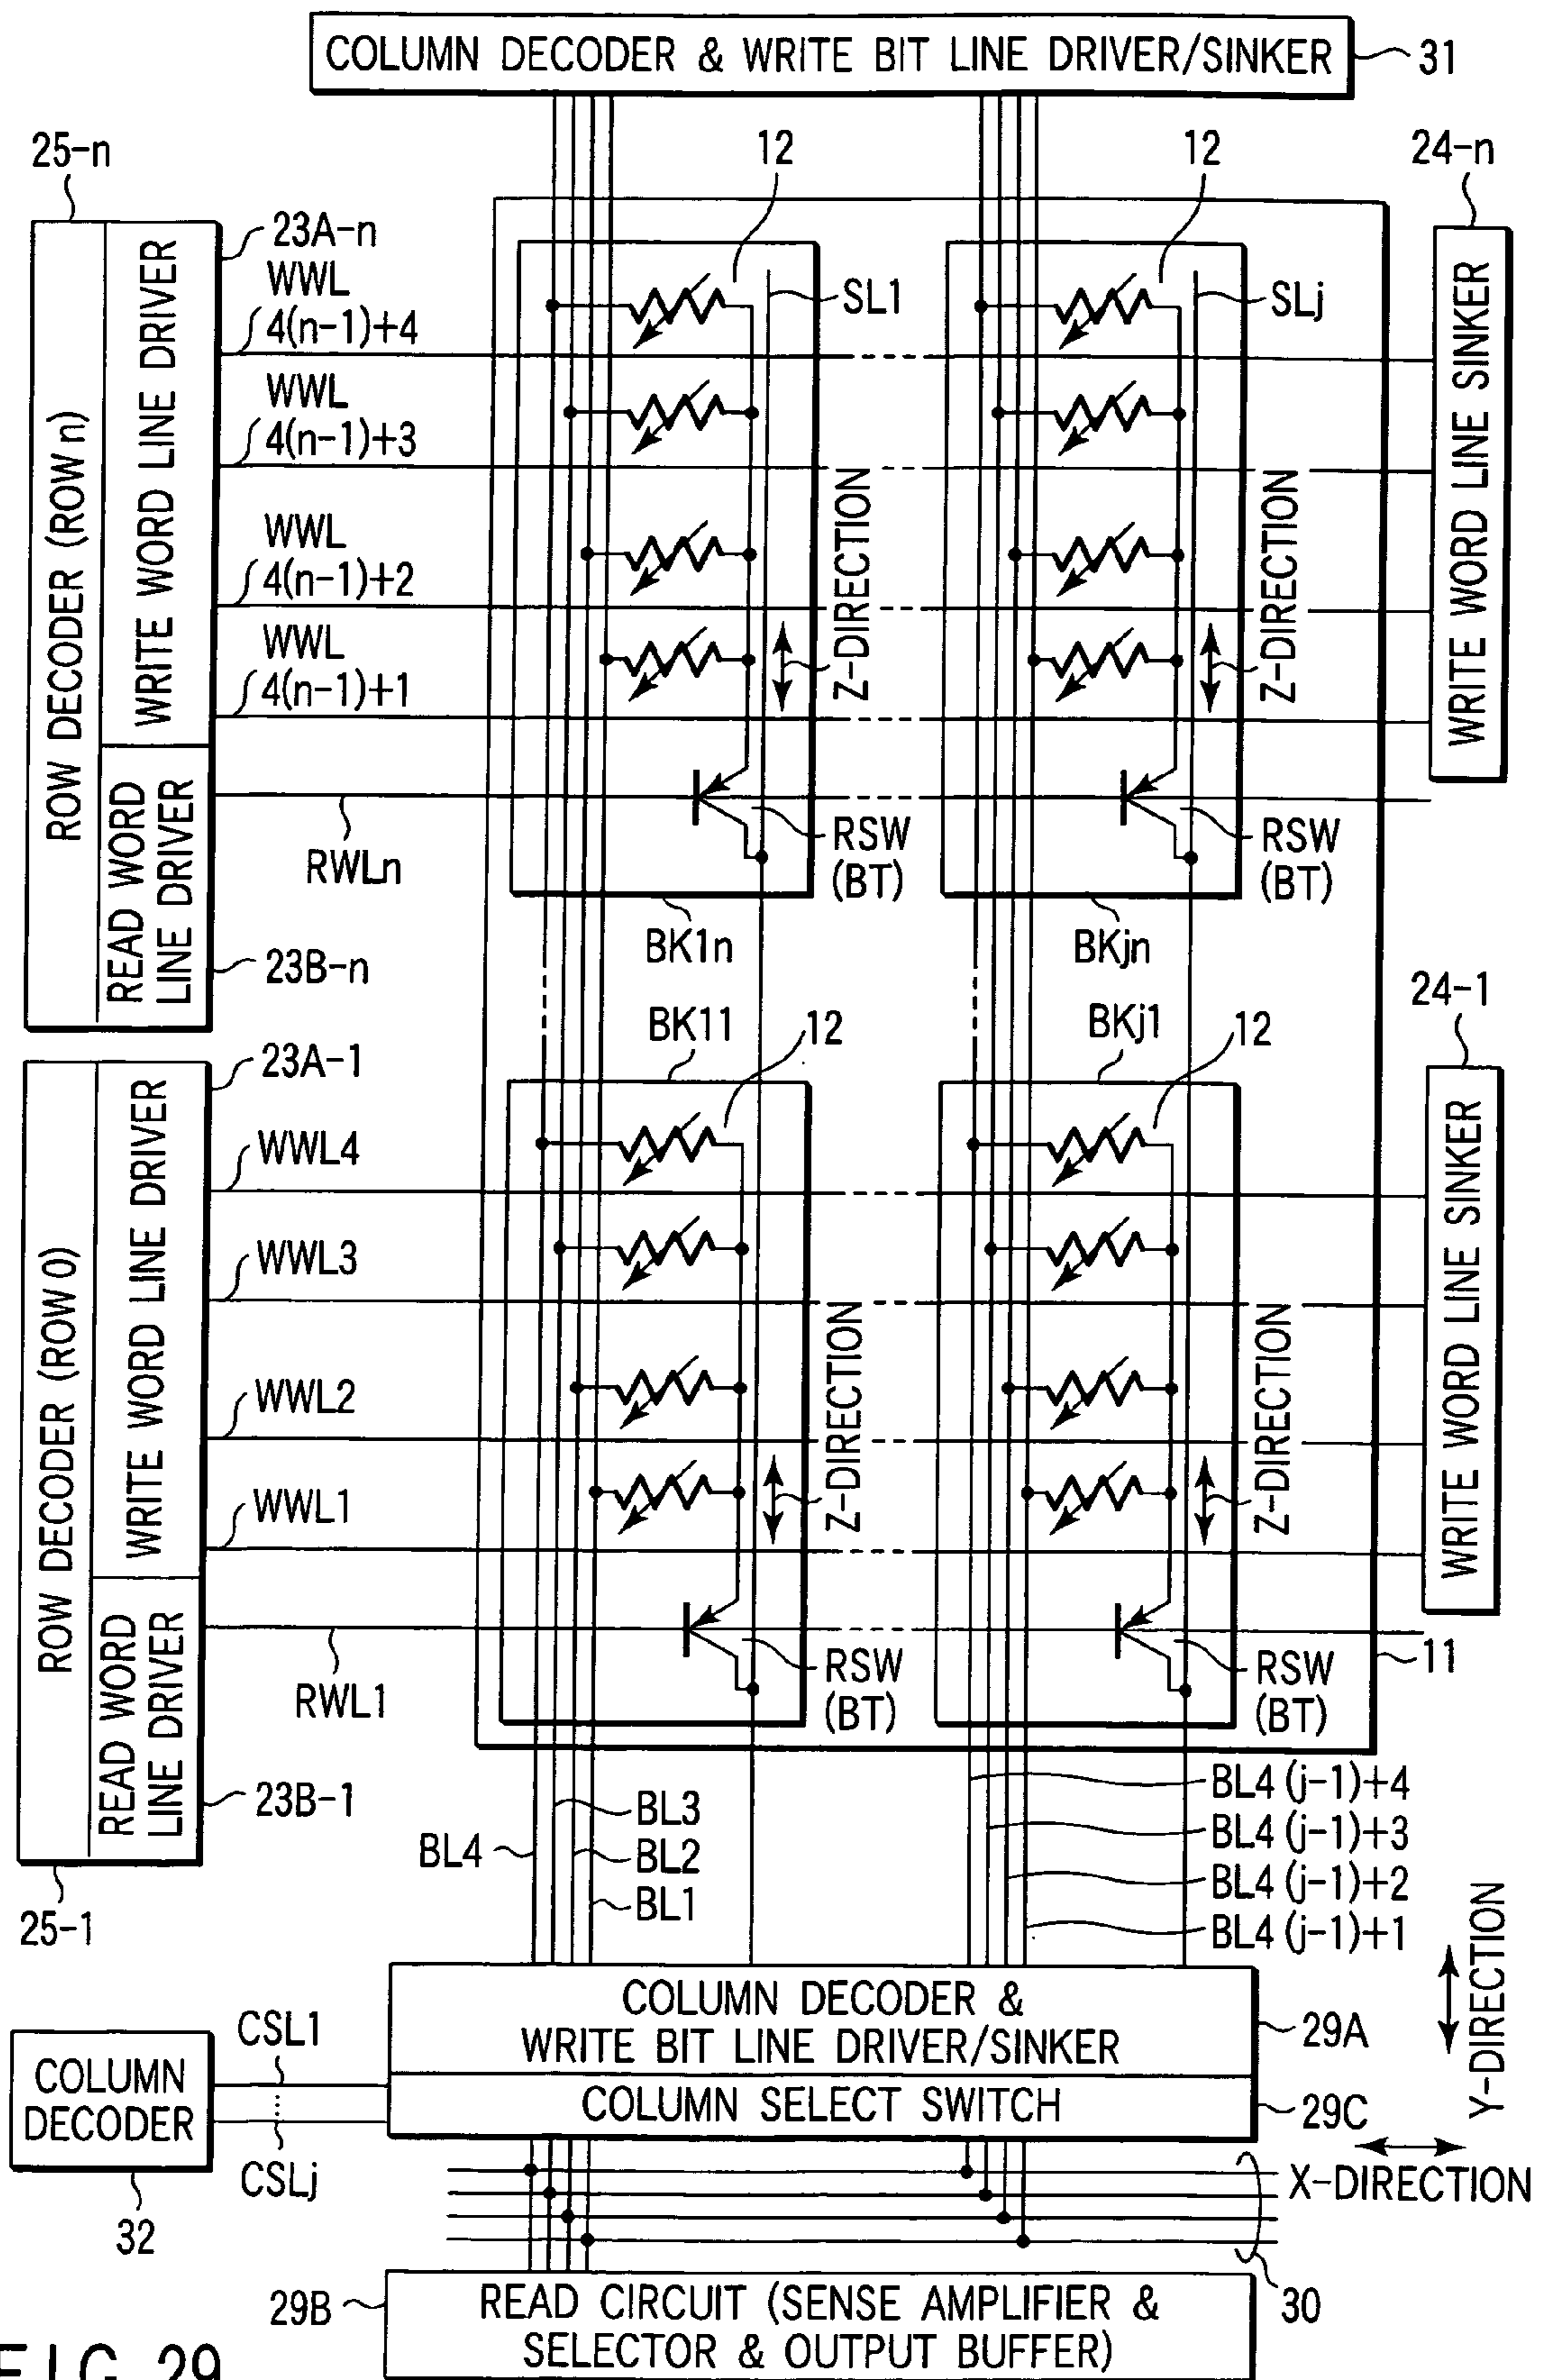 COLUMN DECODER & WRITE BIT LINE DRIVER/SINKER
31
25-n
12
12
24-n
23A-n
WWL
4(n-1)+4
WWL
4(n-1)+3
WWL
4(n-1)+2
WWL
4(n-1)+1
ROW DECODER (ROW n)
WRITE WORD LINE DRIVER
READ WORD
LINE DRIVER
SL1
SLj
Z-DIRECTION
Z-DIRECTION
WRITE WORD LINE SINKER
RWLn
RSW
(BT)
RSW
(BT)
23B-n
BK1n
BKjn
24-1
BK11
12
BKj1
12
23A-1
WWL4
WWL3
WWL2
WWL1
ROW DECODER (ROW 0)
WRITE WORD LINE DRIVER
READ WORD
LINE DRIVER
Z-DIRECTION
Z-DIRECTION
WRITE WORD LINE SINKER
RWL1
RSW
(BT)
RSW
(BT)
11
23B-1
25-1
BL4
BL3
BL2
BL1
BL4 (j-1)+4
BL4 (j-1)+3
BL4 (j-1)+2
BL4 (j-1)+1
Y-DIRECTION
COLUMN DECODER &
WRITE BIT LINE DRIVER/SINKER
29A
COLUMN SELECT SWITCH
29C
CSL1
COLUMN
DECODER
CSLj
32
X-DIRECTION
30
29B
READ CIRCUIT (SENSE AMPLIFIER &
SELECTOR & OUTPUT BUFFER)
FIG. 29